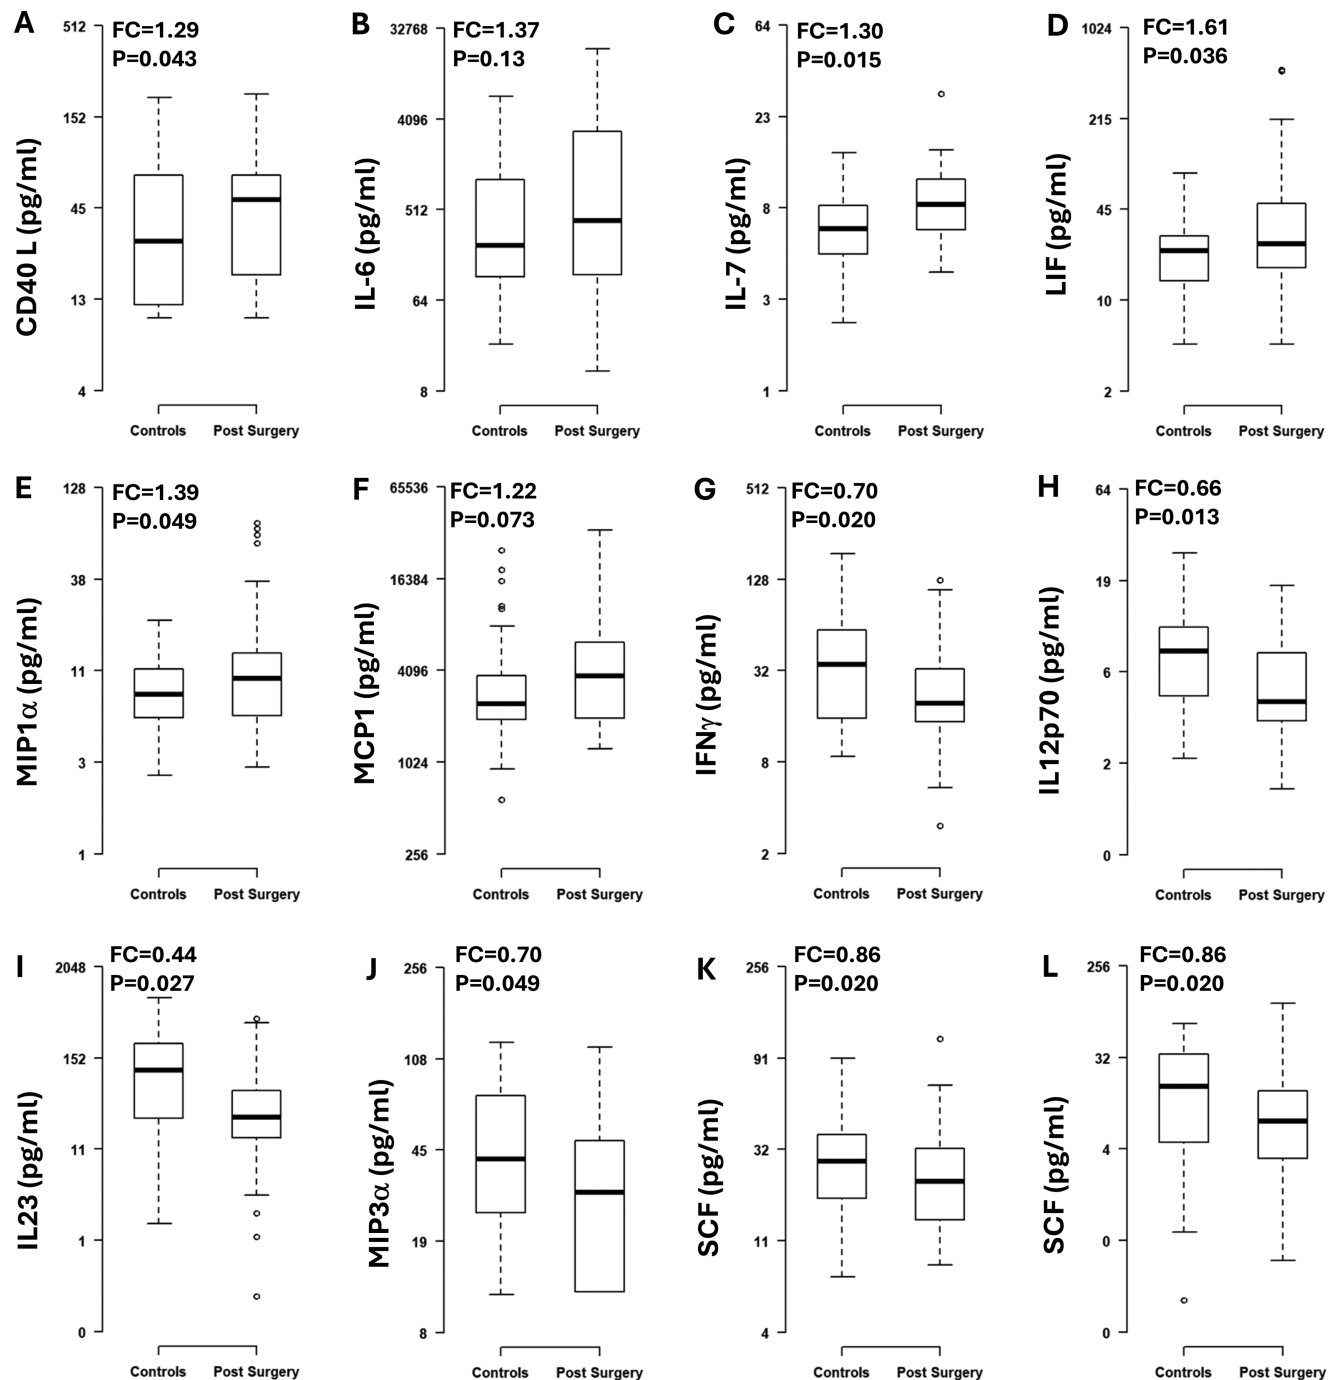 A
FC=1.29
P=0.043
CD40 L (pg/ml)
512
152
45
13
4
Controls
Post Surgery
B
FC=1.37
P=0.13
IL-6 (pg/ml)
32768
4096
512
64
8
Controls
Post Surgery
C
FC=1.30
P=0.015
IL-7 (pg/ml)
64
23
8
3
1
Controls
Post Surgery
D
FC=1.61
P=0.036
LIF (pg/ml)
1024
215
45
10
2
Controls
Post Surgery
E
FC=1.39
P=0.049
MIP1α (pg/ml)
128
38
11
3
1
Controls
Post Surgery
F
FC=1.22
P=0.073
MCP1 (pg/ml)
65536
16384
4096
1024
256
Controls
Post Surgery
G
FC=0.70
P=0.020
IFNγ (pg/ml)
512
128
32
8
2
Controls
Post Surgery
H
FC=0.66
P=0.013
IL12p70 (pg/ml)
64
19
6
2
0
Controls
Post Surgery
I
FC=0.44
P=0.027
IL23 (pg/ml)
2048
152
11
1
0
Controls
Post Surgery
J
FC=0.70
P=0.049
MIP3α (pg/ml)
256
108
45
19
8
Controls
Post Surgery
K
FC=0.86
P=0.020
SCF (pg/ml)
256
91
32
11
4
Controls
Post Surgery
L
FC=0.86
P=0.020
SCF (pg/ml)
256
32
4
0
0
Controls
Post Surgery